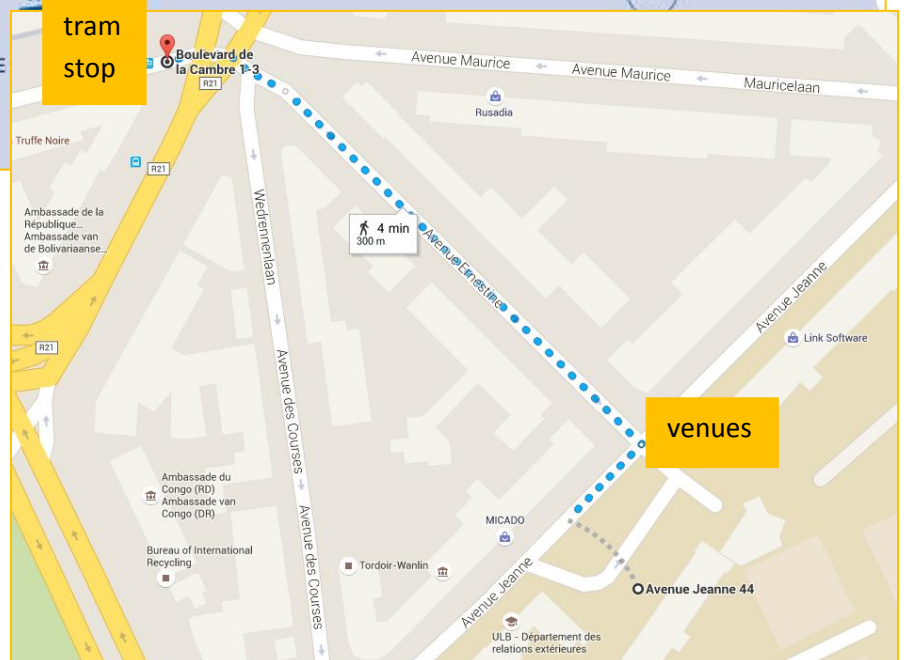 tram
stop
E
Boulevard de
la Cambre 1-3
R21
Avenue Maurice
Avenue Maurice
Mauricelaan
Rusadia
Truffe Noire
R21
Wedrennenlaan
Ambassade de la
République...
Ambassade van
de Bolivariaanse...
4 min
300 m
Avenue Ernestine
Avenue Jeanne
Link Software
R21
Avenue des Courses
venues
Ambassade du
Congo (RD)
Ambassade van
Congo (DR)
MICADO
Bureau of International
Recycling
Tordoir-Wanlin
Avenue des Courses
Avenue Jeanne
Avenue Jeanne 44
ULB - Département des
relations extérieures